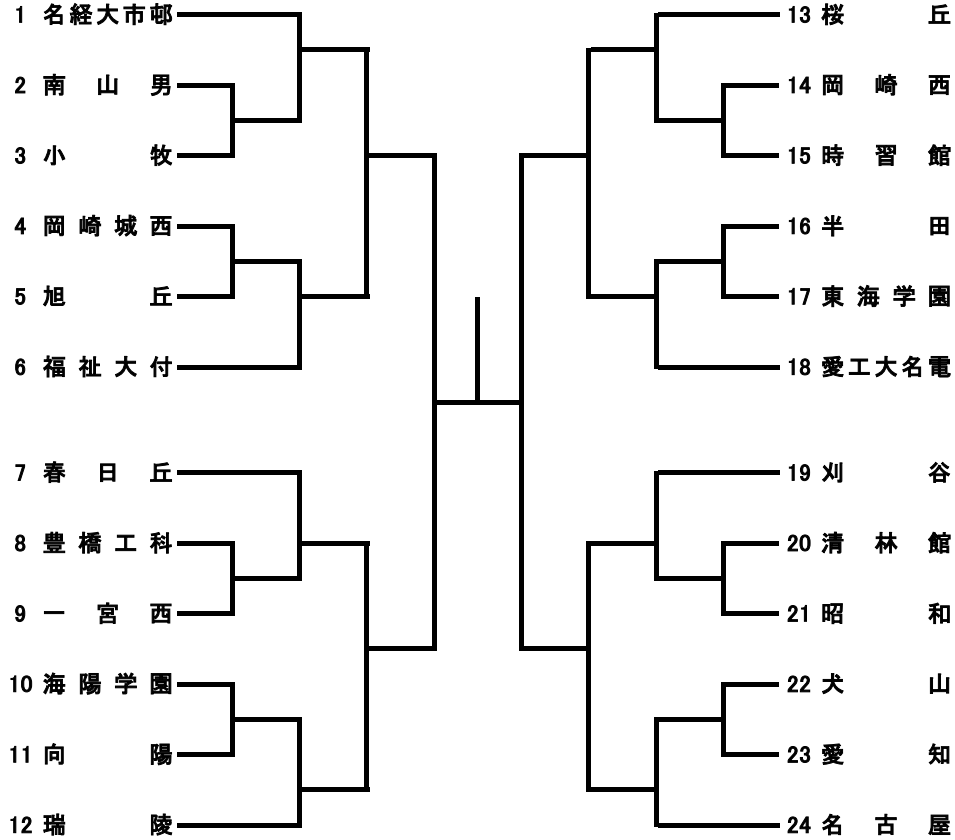 1 名経大市邨
2 南山男
3 小牧
4 岡崎城西
5 旭丘
6 福祉大付
7 春日丘
8 豊橋工科
9 一宮西
10 海陽学園
11 向陽
12 瑞陵
13 桜丘
14 岡崎西
15 時習館
16 半田
17 東海学園
18 愛工大名電
19 刈谷
20 清林館
21 昭和
22 犬山
23 愛知
24 名古屋